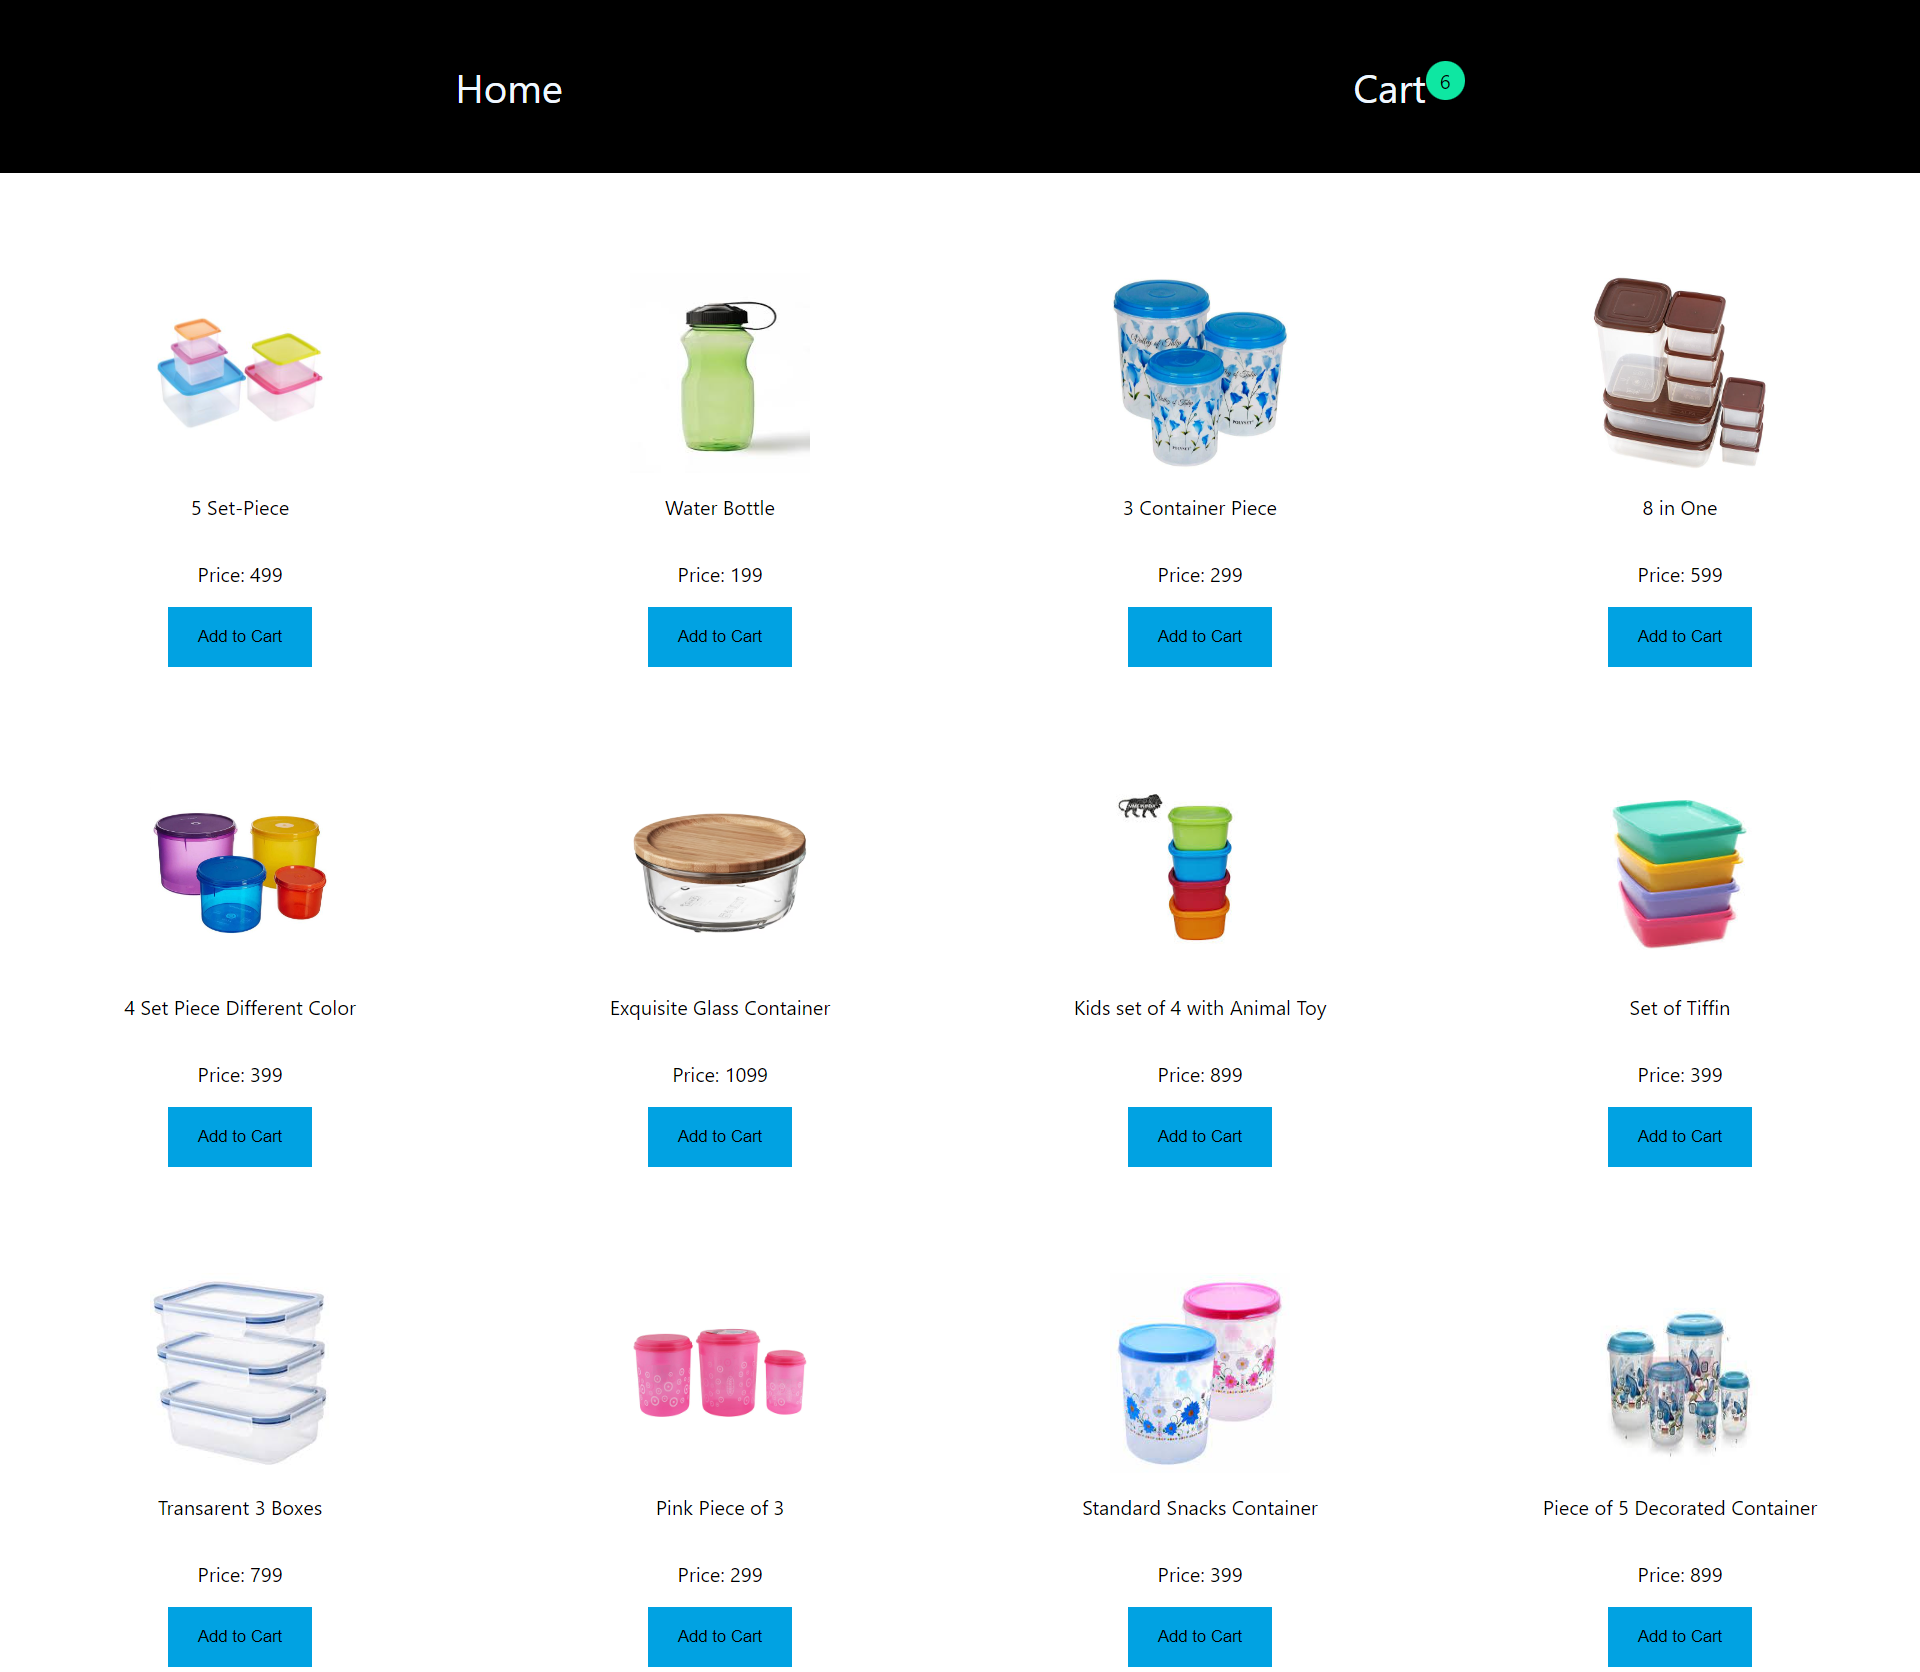 Home
Cart 6
5 Set-Piece
Water Bottle
3 Container Piece
8 in One
Price: 499
Price: 199
Price: 299
Price: 599
Add to Cart
Add to Cart
Add to Cart
Add to Cart
4 Set Piece Different Color
Exquisite Glass Container
Kids set of 4 with Animal Toy
Set of Tiffin
Price: 399
Price: 1099
Price: 899
Price: 399
Add to Cart
Add to Cart
Add to Cart
Add to Cart
Transarent 3 Boxes
Pink Piece of 3
Standard Snacks Container
Piece of 5 Decorated Container
Price: 799
Price: 299
Price: 399
Price: 899
Add to Cart
Add to Cart
Add to Cart
Add to Cart